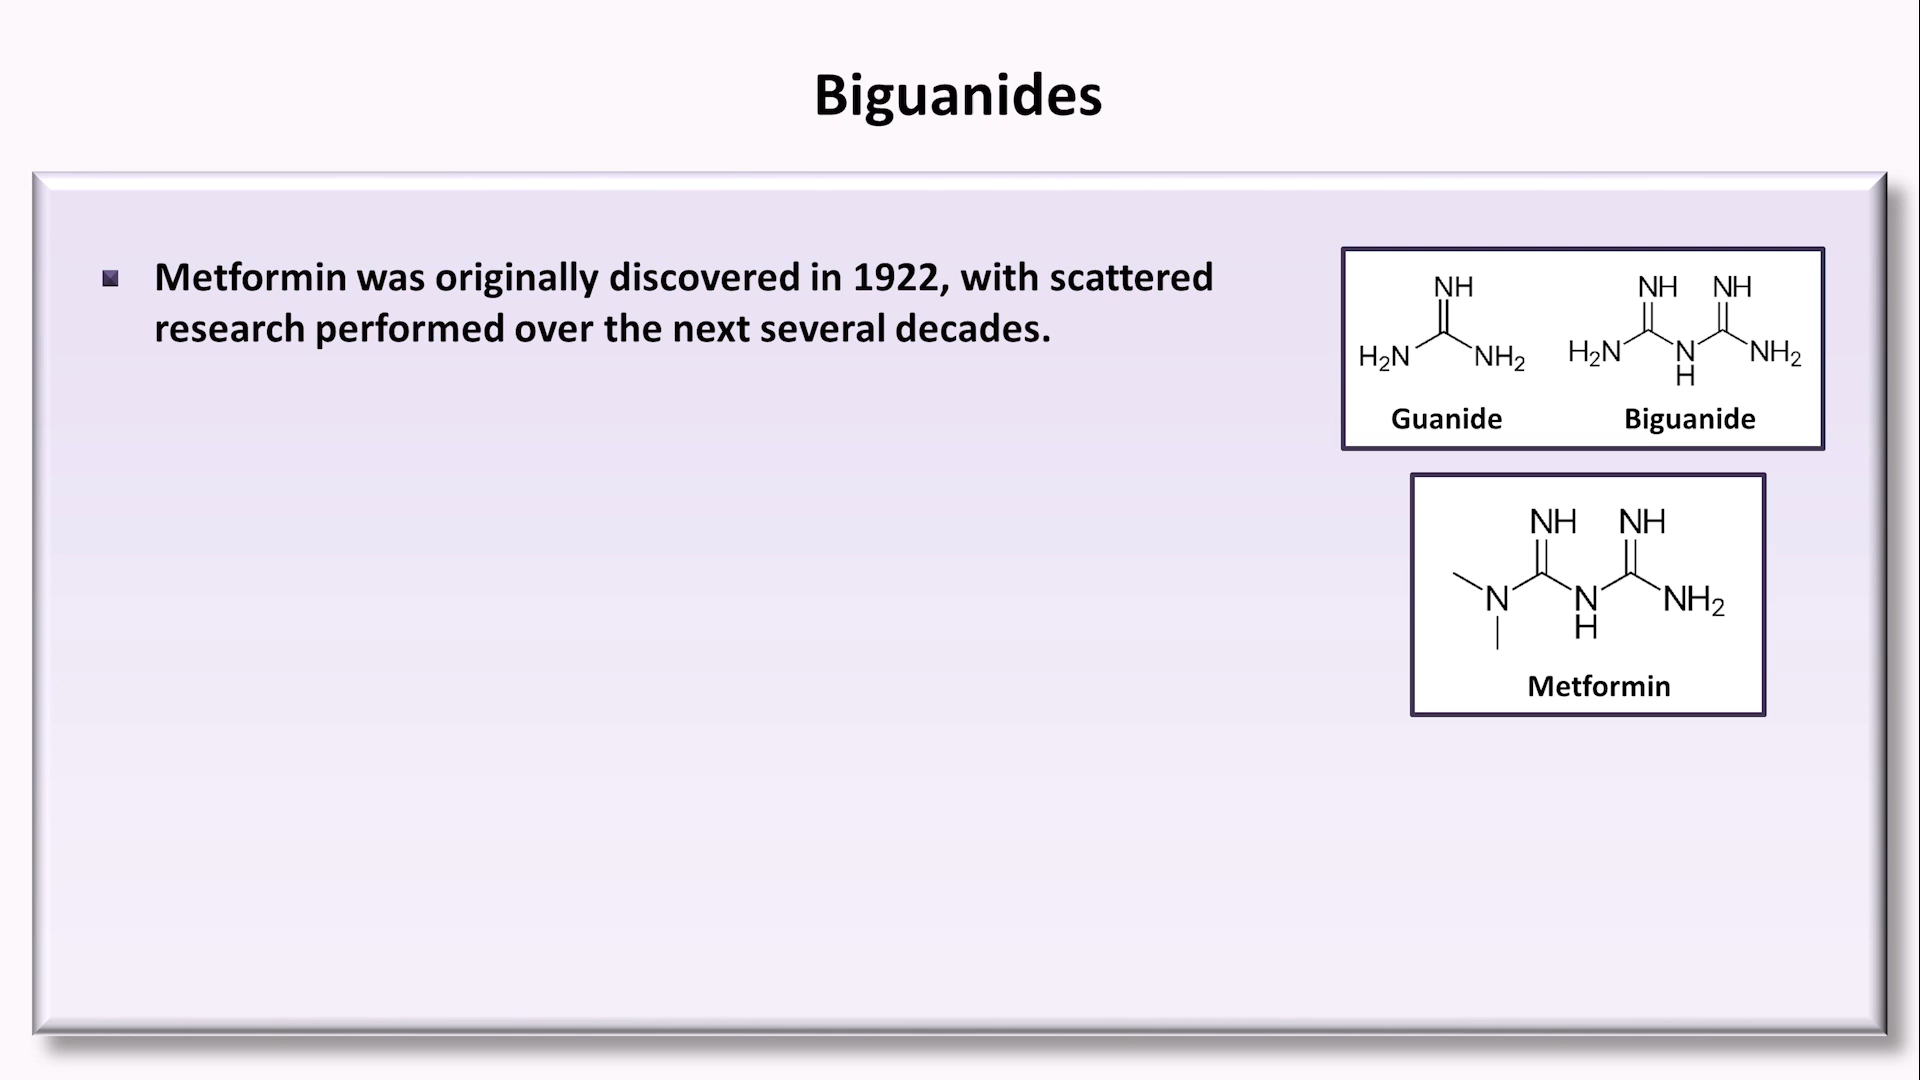 Biguanides
Metformin was originally discovered in 1922, with scattered
research performed over the next several decades.
NH
H₂N NH₂
Guanide
NH NH
H₂N N NH₂
H
Biguanide
NH NH
N N NH₂
H
Metformin